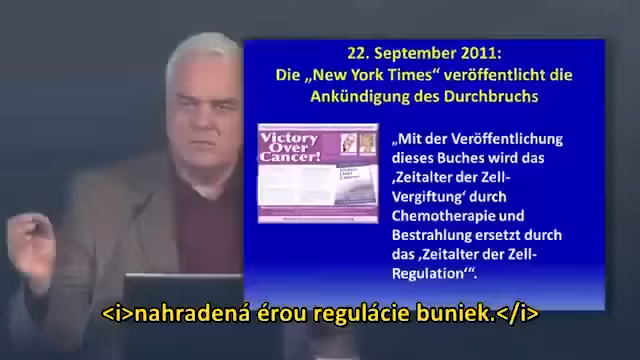 22. September 2011:
Die „New York Times“ veröffentlicht die
Ankündigung des Durchbruchs
Victory
Over
Cancer!
„Mit der Veröffentlichung
dieses Buches wird das
‚Zeitalter der Zell-
Vergiftung‘ durch
Chemotherapie und
Bestrahlung ersetzt durch
das ‚Zeitalter der Zell-
Regulation‘“.
<i>nahradená érou regulácie buniek.</i>